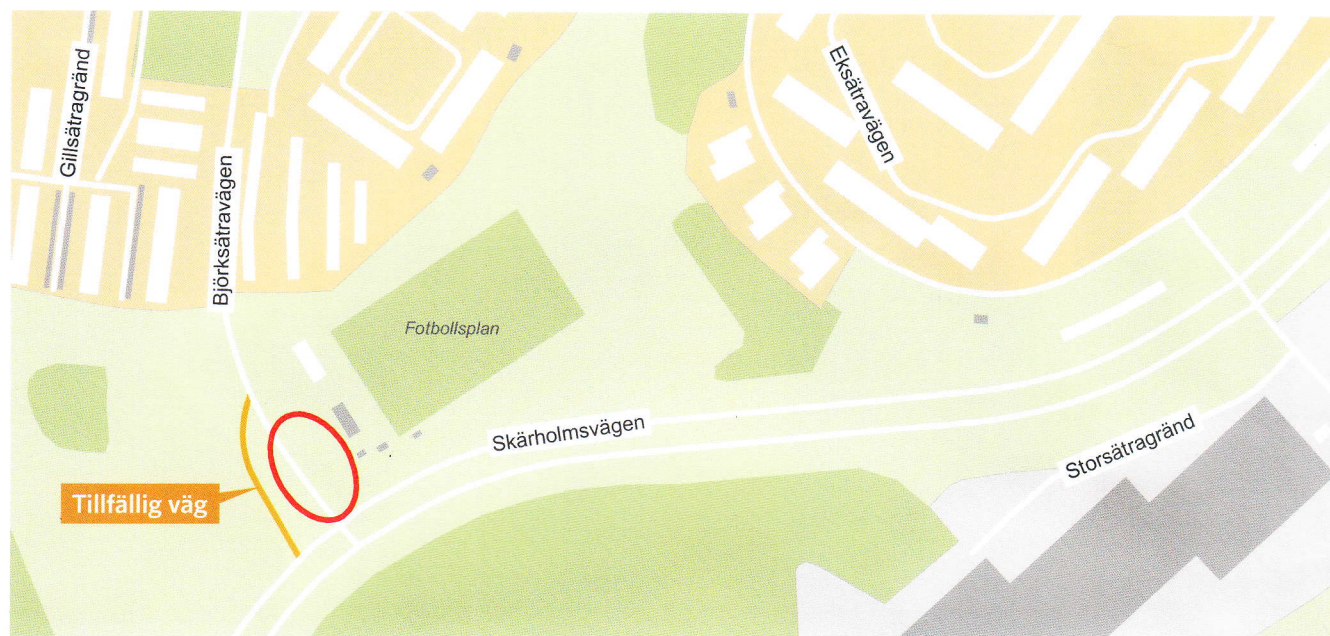 Gillsätragränd
Björksätravägen
Eksätravägen
Fotbollsplan
Skärholmsvägen
Storsätragränd
Tillfällig väg